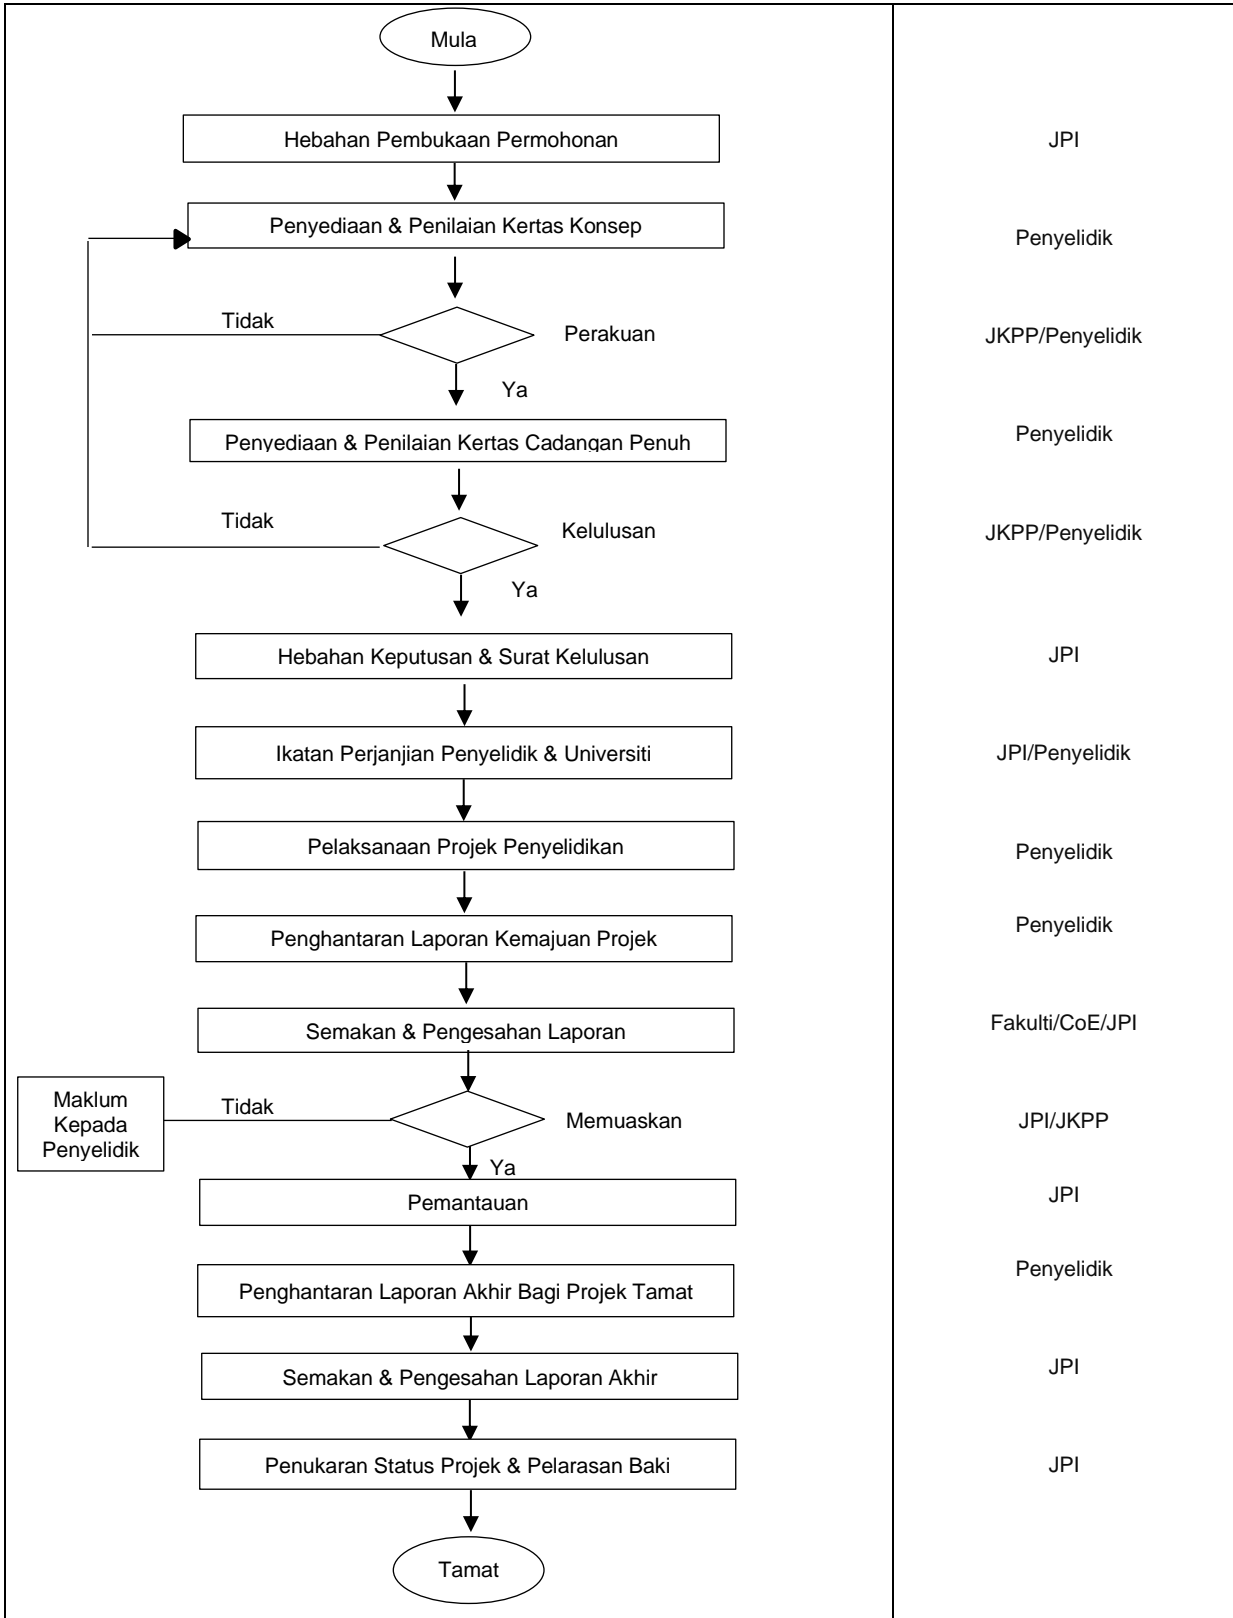 Mula
Hebahan Pembukaan Permohonan
JPI
Penyediaan & Penilaian Kertas Konsep
Penyelidik
Tidak
Perakuan
JKPP/Penyelidik
Ya
Penyediaan & Penilaian Kertas Cadangan Penuh
Penyelidik
Tidak
Kelulusan
JKPP/Penyelidik
Ya
Hebahan Keputusan & Surat Kelulusan
JPI
Ikatan Perjanjian Penyelidik & Universiti
JPI/Penyelidik
Pelaksanaan Projek Penyelidikan
Penyelidik
Penghantaran Laporan Kemajuan Projek
Penyelidik
Semakan & Pengesahan Laporan
Fakulti/CoE/JPI
Maklum
Kepada
Penyelidik
Tidak
Memuaskan
JPI/JKPP
Ya
Pemantauan
JPI
Penghantaran Laporan Akhir Bagi Projek Tamat
Penyelidik
Semakan & Pengesahan Laporan Akhir
JPI
Penukaran Status Projek & Pelarasan Baki
JPI
Tamat